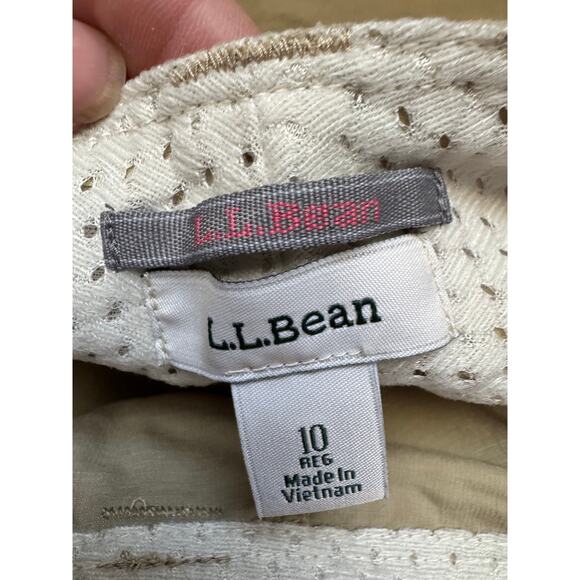 L.L.Bean
L.L.Bean
10
REG
Made In
Vietnam